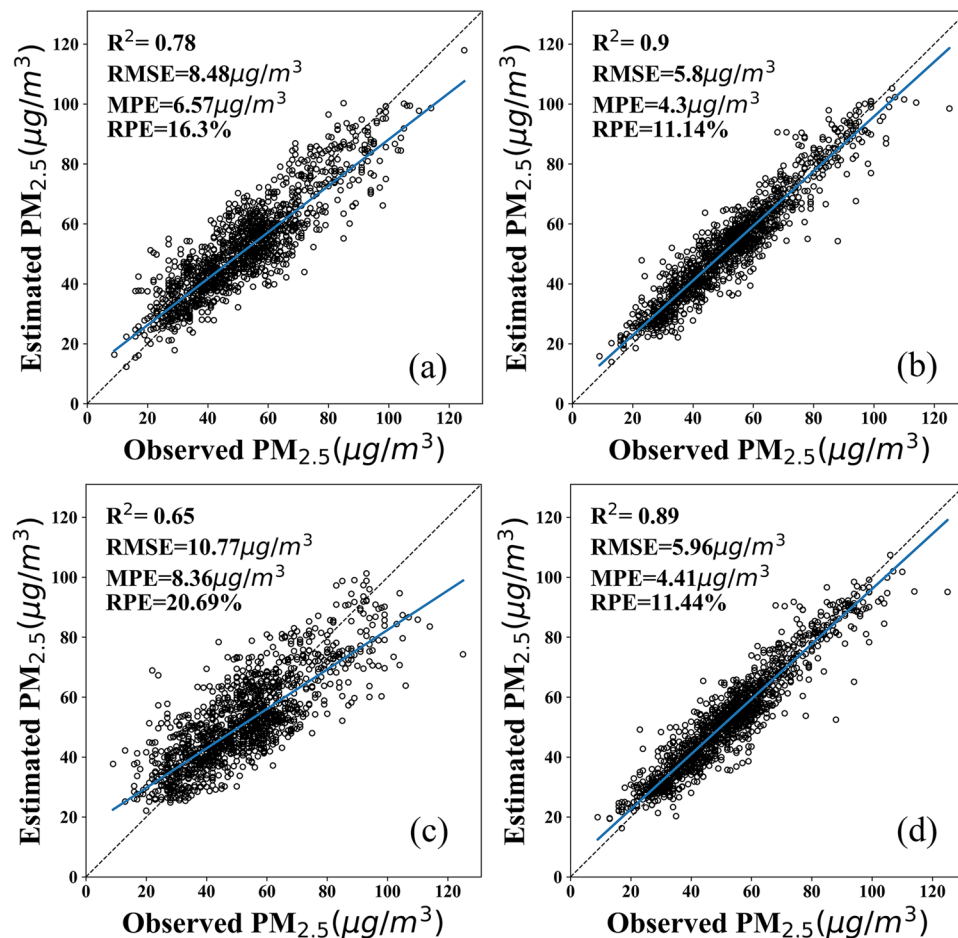 R²= 0.78
RMSE=8.48μg/m³
MPE=6.57μg/m³
RPE=16.3%
(a)
Estimated PM₂.₅(μg/m³)
0
20
40
60
80
100
120
0 20 40 60 80 100 120
Observed PM₂.₅(μg/m³)
R²= 0.9
RMSE=5.8μg/m³
MPE=4.3μg/m³
RPE=11.14%
(b)
Estimated PM₂.₅(μg/m³)
0
20
40
60
80
100
120
0 20 40 60 80 100 120
Observed PM₂.₅(μg/m³)
R²= 0.65
RMSE=10.77μg/m³
MPE=8.36μg/m³
RPE=20.69%
(c)
Estimated PM₂.₅(μg/m³)
0
20
40
60
80
100
120
0 20 40 60 80 100 120
Observed PM₂.₅(μg/m³)
R²= 0.89
RMSE=5.96μg/m³
MPE=4.41μg/m³
RPE=11.44%
(d)
Estimated PM₂.₅(μg/m³)
0
20
40
60
80
100
120
0 20 40 60 80 100 120
Observed PM₂.₅(μg/m³)